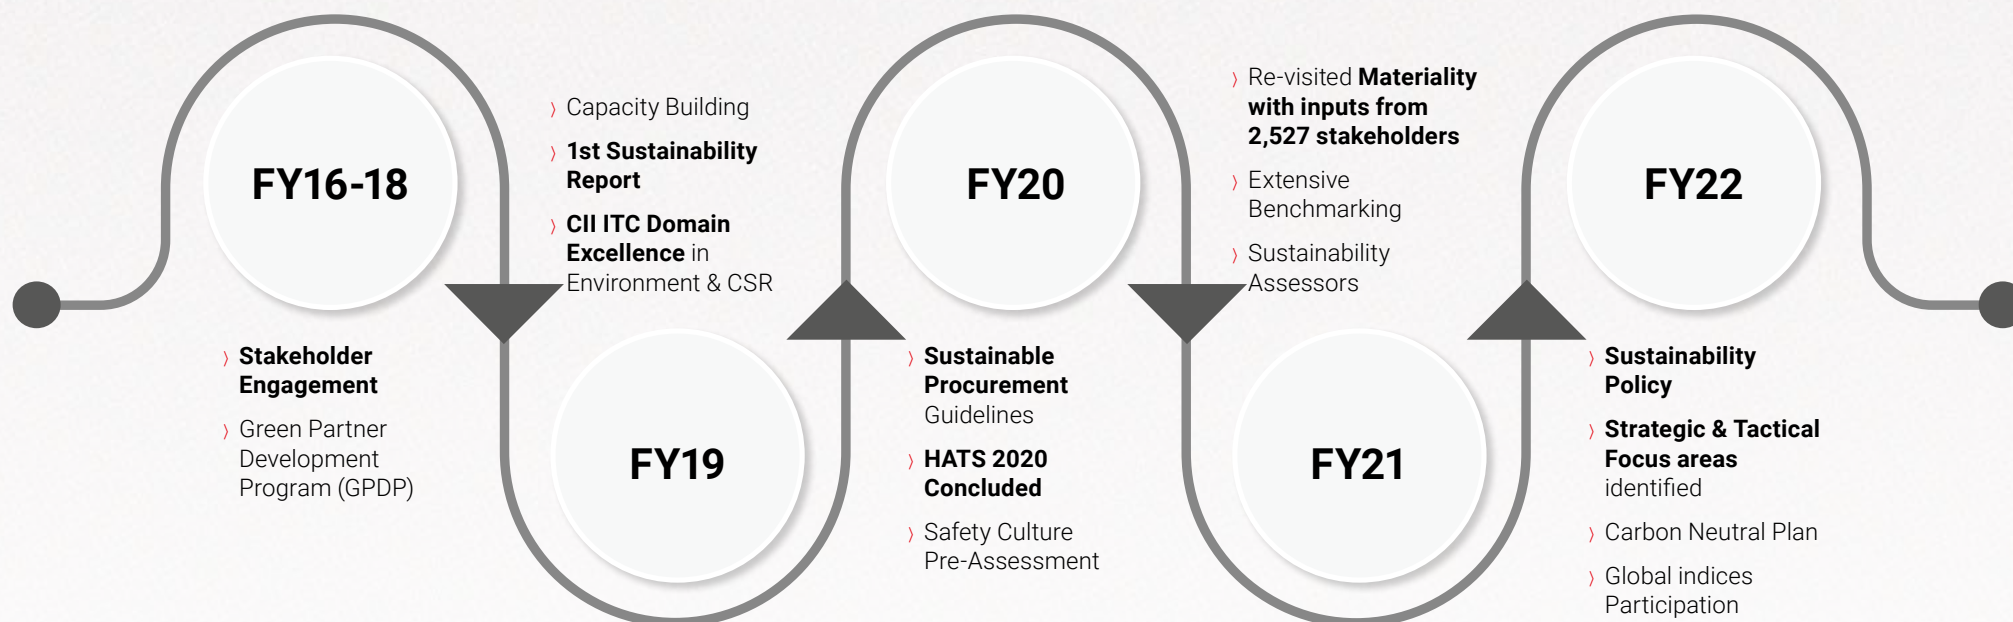 FY16-18
〉 Stakeholder
Engagement
〉 Green Partner
Development
Program (GPDP)
〉 Capacity Building
〉 1st Sustainability
Report
〉 CII ITC Domain
Excellence in
Environment & CSR
FY19
FY20
〉 Sustainable
Procurement
Guidelines
〉 HATS 2020
Concluded
〉 Safety Culture
Pre-Assessment
〉 Re-visited Materiality
with inputs from
2,527 stakeholders
〉 Extensive
Benchmarking
〉 Sustainability
Assessors
FY21
FY22
〉 Sustainability
Policy
〉 Strategic & Tactical
Focus areas
identified
〉 Carbon Neutral Plan
〉 Global indices
Participation